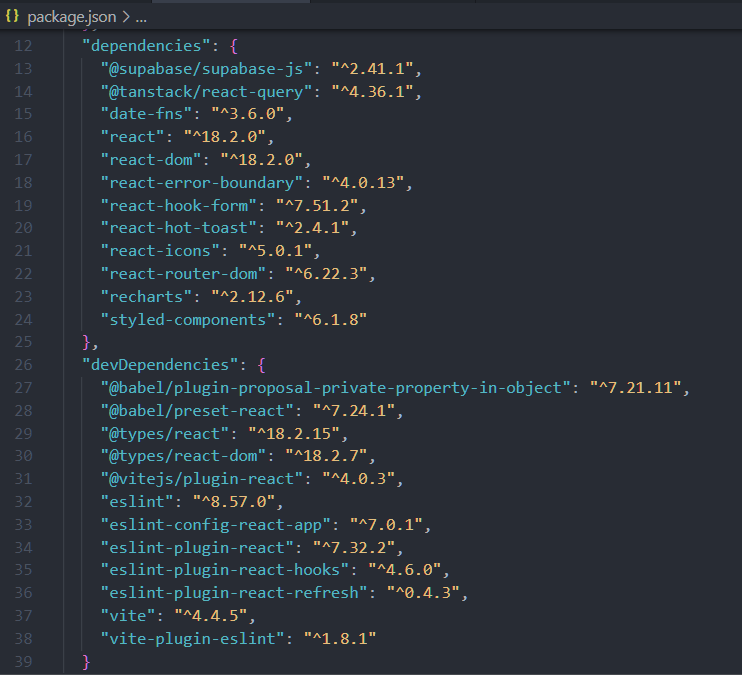 {} package.json > ...
12 "dependencies": {
13 "@supabase/supabase-js": "^2.41.1",
14 "@tanstack/react-query": "^4.36.1",
15 "date-fns": "^3.6.0",
16 "react": "^18.2.0",
17 "react-dom": "^18.2.0",
18 "react-error-boundary": "^4.0.13",
19 "react-hook-form": "^7.51.2",
20 "react-hot-toast": "^2.4.1",
21 "react-icons": "^5.0.1",
22 "react-router-dom": "^6.22.3",
23 "recharts": "^2.12.6",
24 "styled-components": "^6.1.8"
25 },
26 "devDependencies": {
27 "@babel/plugin-proposal-private-property-in-object": "^7.21.11",
28 "@babel/preset-react": "^7.24.1",
29 "@types/react": "^18.2.15",
30 "@types/react-dom": "^18.2.7",
31 "@vitejs/plugin-react": "^4.0.3",
32 "eslint": "^8.57.0",
33 "eslint-config-react-app": "^7.0.1",
34 "eslint-plugin-react": "^7.32.2",
35 "eslint-plugin-react-hooks": "^4.6.0",
36 "eslint-plugin-react-refresh": "^0.4.3",
37 "vite": "^4.4.5",
38 "vite-plugin-eslint": "^1.8.1"
39 }